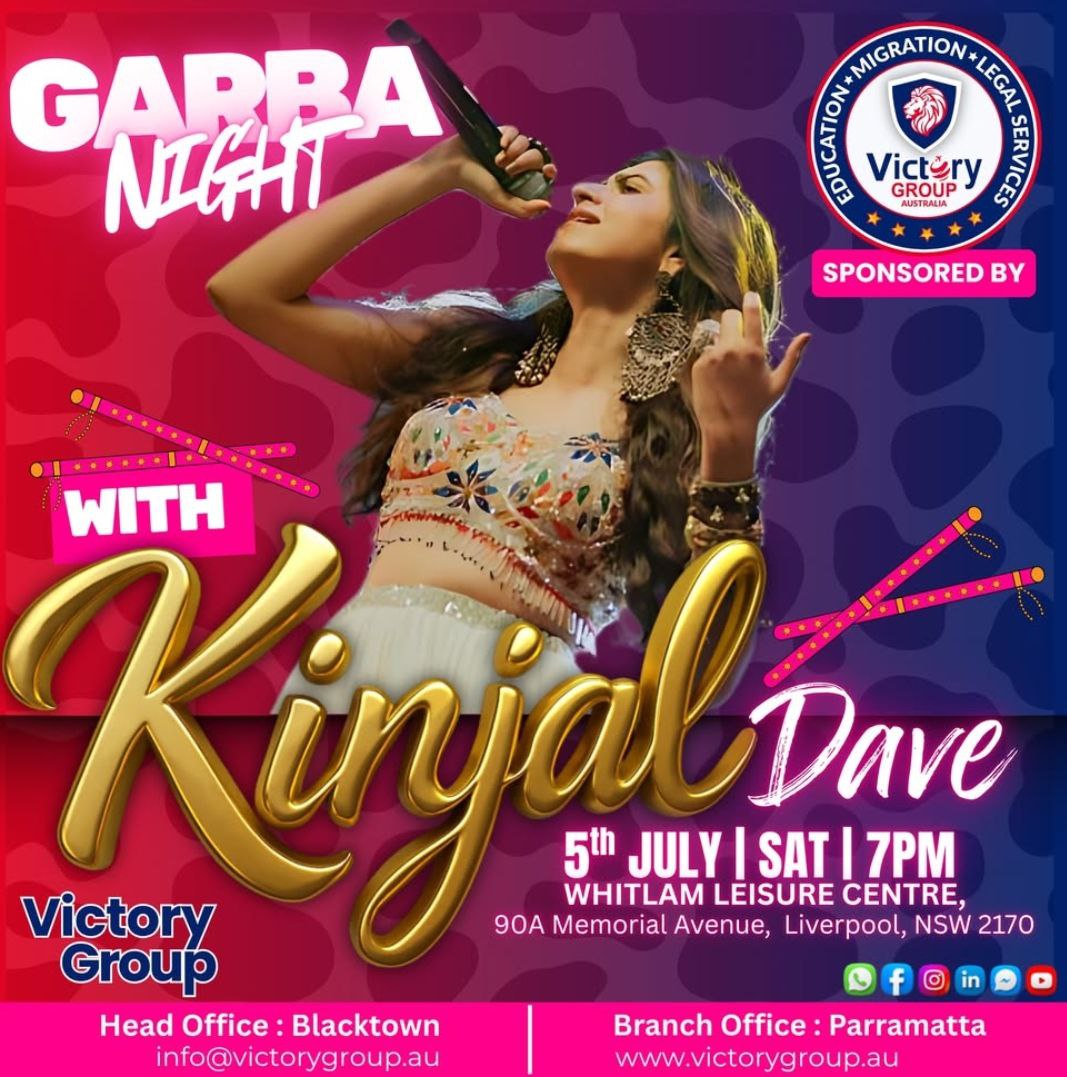 GARBA
NIGHT
EDUCATION ★ MIGRATION ★ LEGAL SERVICES
Victory
GROUP
AUSTRALIA
SPONSORED BY
WITH
Kinjal
Dave
5th JULY | SAT | 7PM
WHITLAM LEISURE CENTRE,
90A Memorial Avenue, Liverpool, NSW 2170
Victory
Group
Head Office : Blacktown
info@victorygroup.au
Branch Office : Parramatta
www.victorygroup.au